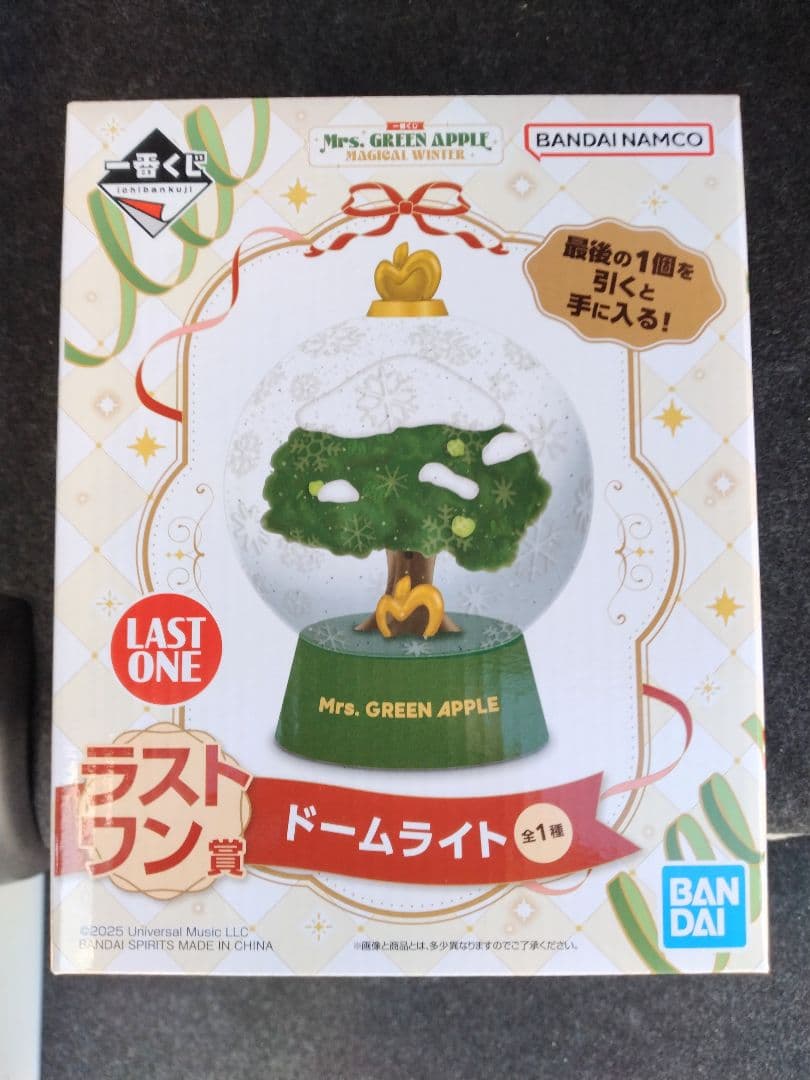 一番くじ
ichibankuji
一番くじ
Mrs. GREEN APPLE
MAGICAL WINTER
BANDAI NAMCO
最後の1個を
引くと
手に入る!
Mrs. GREEN APPLE
LAST
ONE
ラスト
ワン賞
ドームライト
全1種
©2025 Universal Music LLC
BANDAI SPIRITS MADE IN CHINA
※画像と商品とは、多少異なりますのでご了承ください。
BAN
DAI